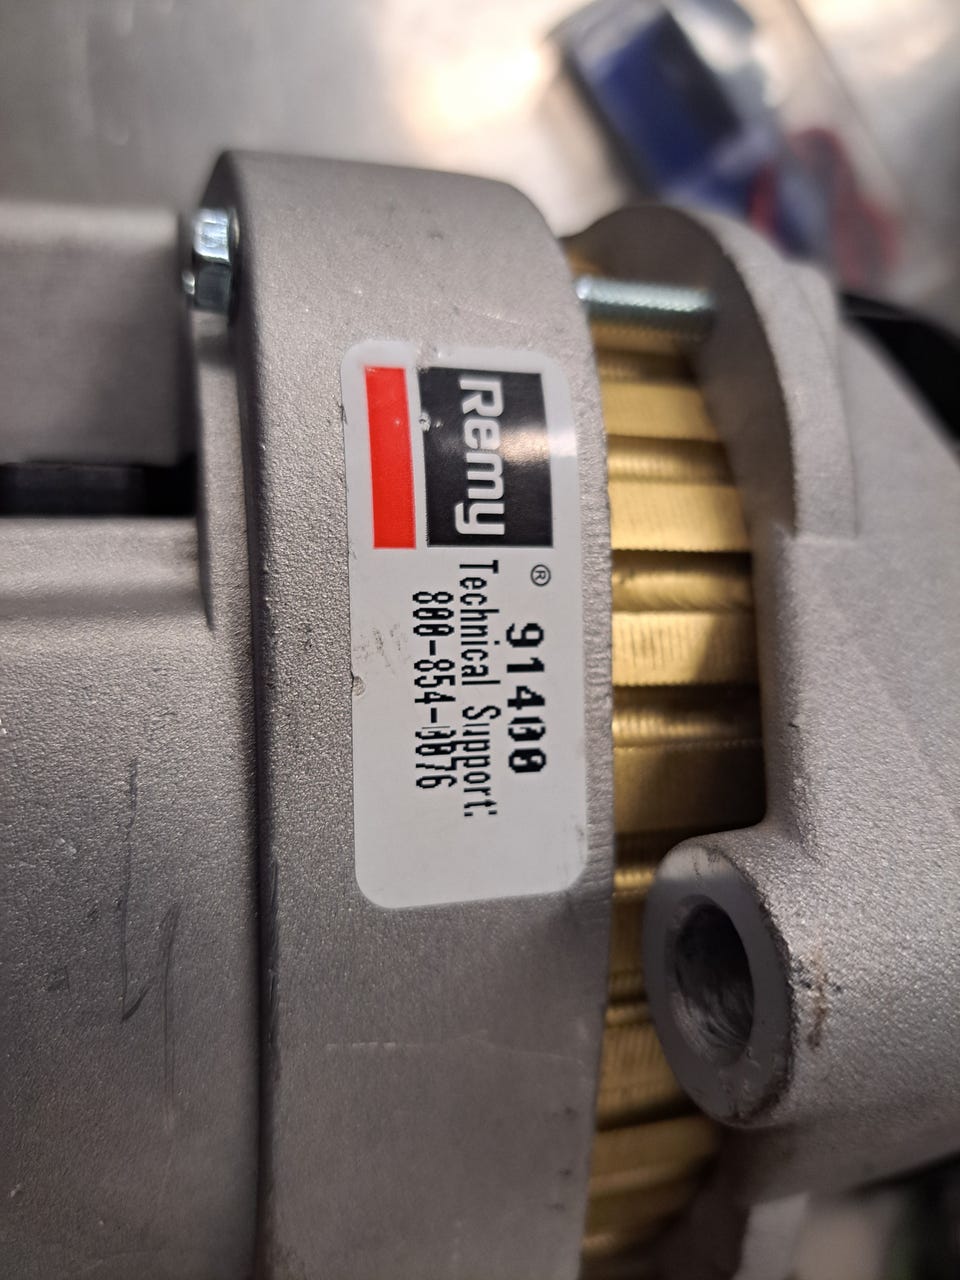 Remy ® 91400
Technical Support:
800-854-0076